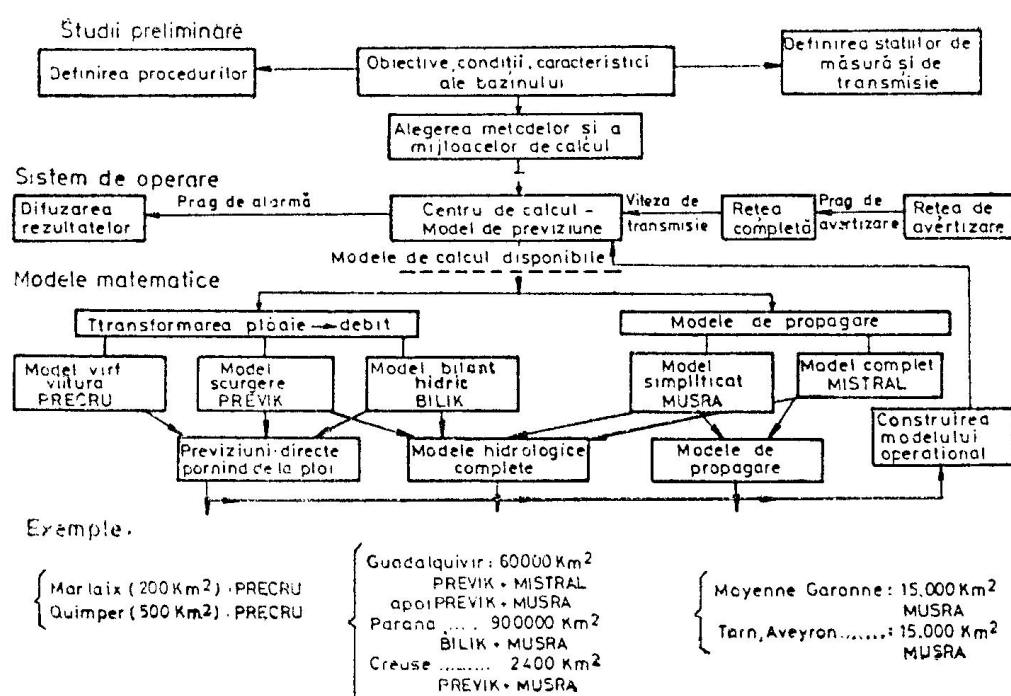 Studii preliminare
Definirea procedurilor
Obiective, condiții, caracteristici
ale bazinului
Definirea stațiilor de
măsură și de
transmisie
Alegerea metodelor și a
mijloacelor de calcul
Sistem de operare
Difuzarea
rezultatelor
Prag de alarmă
Centru de calcul -
Model de previziune
Viteza de
transmisie
Rețea
completă
Prag de
avertizare
Rețea de
avertizare
Modele de calcul disponibile
Modele matematice
Ttransformarea ploaie → debit
Modele de propagare
Model vîrf
viitura
PRECRU
Model
scurgere
PREVIK
Model bilanț
hidric
BILIK
Model
simplificat
MUSRA
Model complet
MISTRAL
Previziuni directe
pornind de la ploi
Modele hidrologice
complete
Modele de
propagare
Construirea
modelului
operational
Exemple.
Marlaix (200 Km²) · PRECRU
Quimper (500 Km²) · PRECRU
Guadalquivir : 60000 Km²
PREVIK + MISTRAL
apoi PREVIK + MUSRA
Parana ..... 900000 Km²
BILIK + MUSRA
Creuse ......... 2400 Km²
PREVIK + MUSRA
Moyenne Garonne : 15,000 Km²
MUSRA
Tarn, Aveyron.......: 15.000 Km²
MUSRA